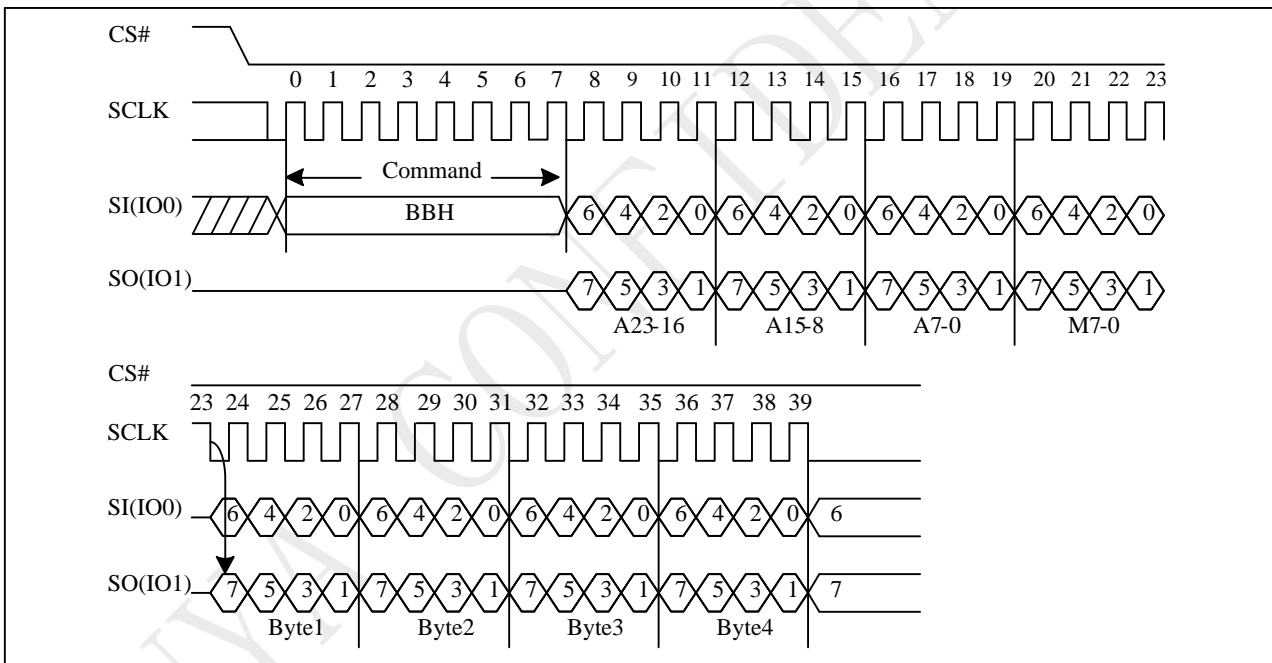 CS#
0 1 2 3 4 5 6 7 8 9 10 11 12 13 14 15 16 17 18 19 20 21 22 23
SCLK
Command
SI(IO0) BBH 6 4 2 0 6 4 2 0 6 4 2 0 6 4 2 0
SO(IO1) 7 5 3 1 7 5 3 1 7 5 3 1 7 5 3 1
A23-16 A15-8 A7-0 M7-0
CS#
23 24 25 26 27 28 29 30 31 32 33 34 35 36 37 38 39
SCLK
SI(IO0) 6 4 2 0 6 4 2 0 6 4 2 0 6 4 2 0 6
SO(IO1) 7 5 3 1 7 5 3 1 7 5 3 1 7 5 3 1 7
Byte1 Byte2 Byte3 Byte4